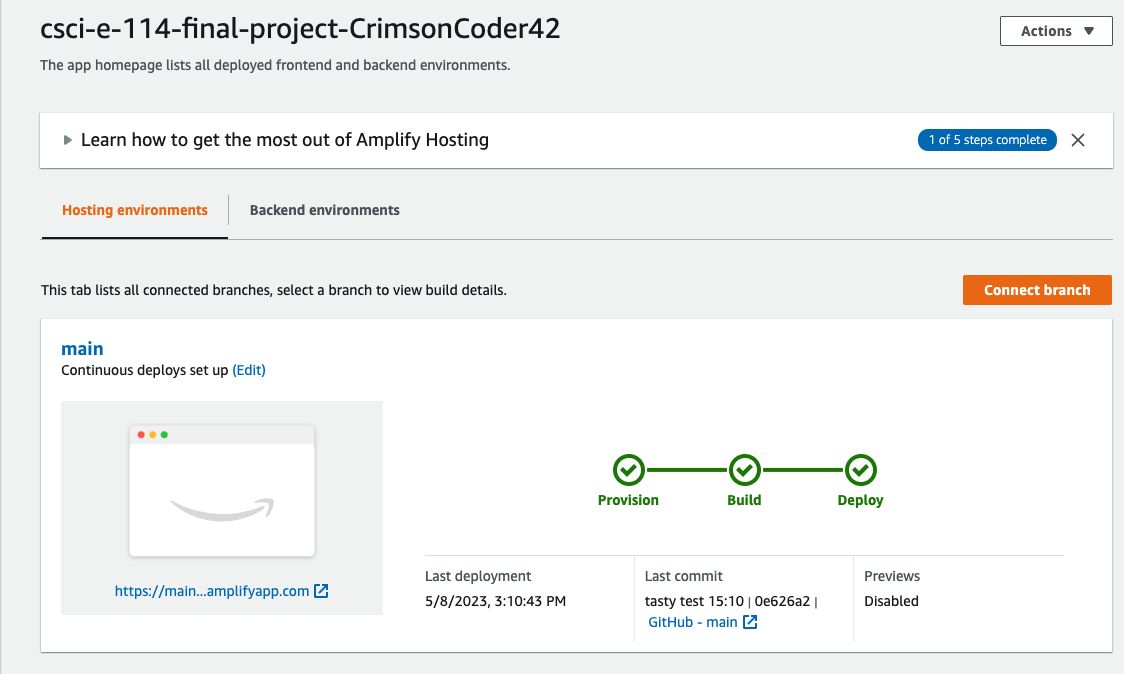 csci-e-114-final-project-CrimsonCoder42
Actions
The app homepage lists all deployed frontend and backend environments.
Learn how to get the most out of Amplify Hosting
1 of 5 steps complete
Hosting environments
Backend environments
This tab lists all connected branches, select a branch to view build details.
Connect branch
main
Continuous deploys set up (Edit)
https://main...amplifyapp.com
Provision
Build
Deploy
Last deployment
5/8/2023, 3:10:43 PM
Last commit
tasty test 15:10 | 0e626a2 |
GitHub - main
Previews
Disabled